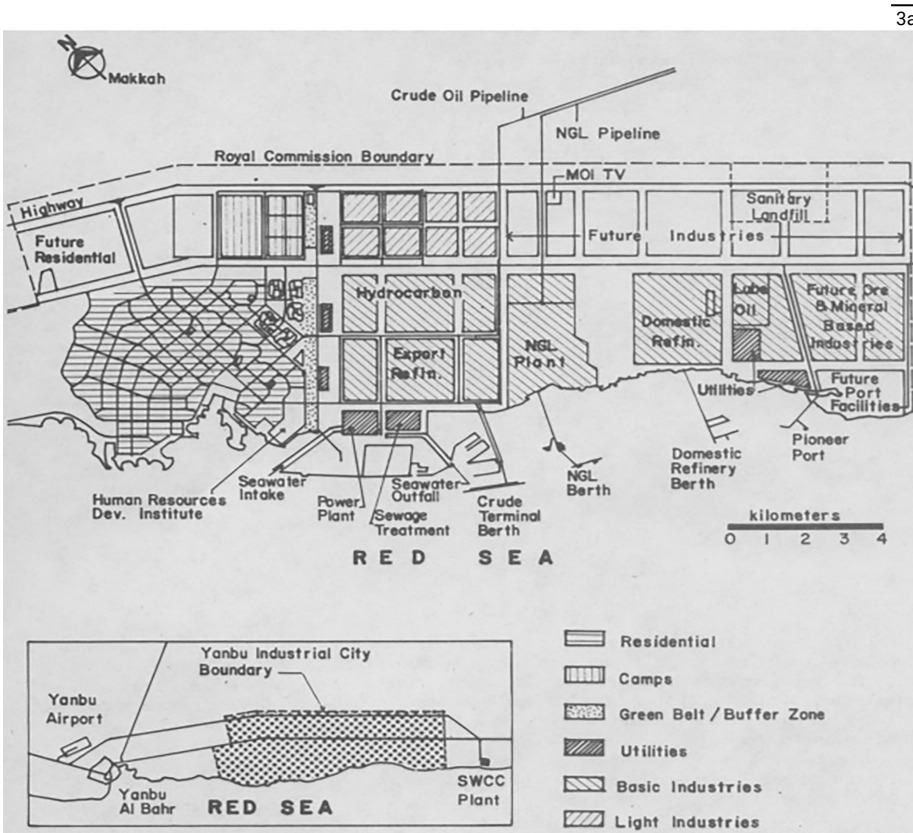 3a
N
Makkah
Crude Oil Pipeline
NGL Pipeline
Royal Commission Boundary
MOI TV
Highway
Sanitary
Landfill
Future
Residential
Future Industries
Hydrocarbon
Lube
Oil
Future Ore
& Mineral
Based
Industries
Domestic
Refin.
NGL
Plant
Export
Refin.
Utilities
Future
Port
Facilities
Human Resources
Dev. Institute
Seawater
Intake
Power
Plant
Sewage
Treatment
Seawater
Outfall
Crude
Terminal
Berth
NGL
Berth
Domestic
Refinery
Berth
Pioneer
Port
kilometers
0 1 2 3 4
RED SEA
Yanbu Industrial City
Boundary
Yanbu
Airport
Yanbu
Al Bahr
RED SEA
SWCC
Plant
Residential
Camps
Green Belt / Buffer Zone
Utilities
Basic Industries
Light Industries